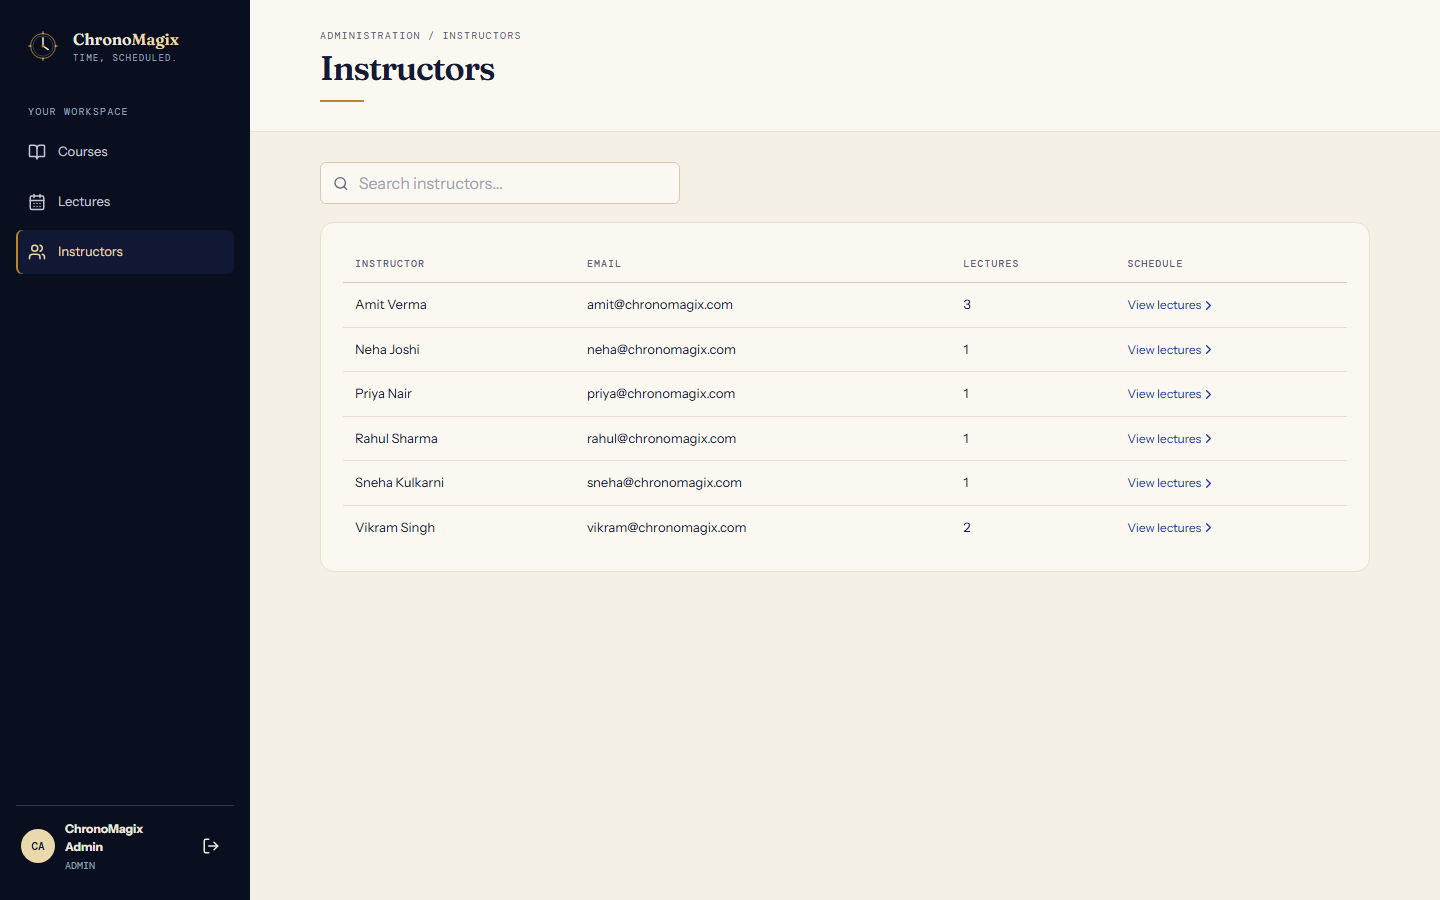 ChronoMagix
TIME, SCHEDULED.
YOUR WORKSPACE
Courses
Lectures
Instructors
ChronoMagix
Admin
ADMIN
CA
ADMINISTRATION / INSTRUCTORS
Instructors
Search instructors...
INSTRUCTOR EMAIL LECTURES SCHEDULE
Amit Verma amit@chronomagix.com 3 View lectures
Neha Joshi neha@chronomagix.com 1 View lectures
Priya Nair priya@chronomagix.com 1 View lectures
Rahul Sharma rahul@chronomagix.com 1 View lectures
Sneha Kulkarni sneha@chronomagix.com 1 View lectures
Vikram Singh vikram@chronomagix.com 2 View lectures